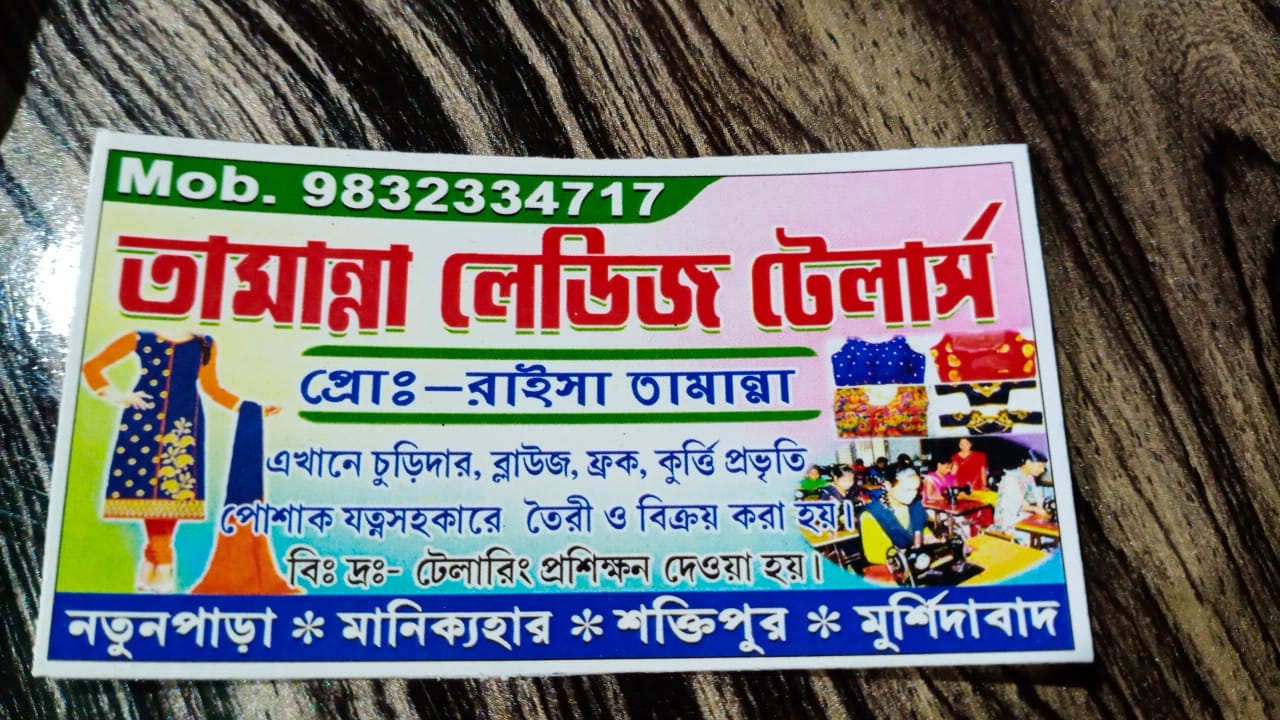 Mob. 9832334717
তামান্না লেডিজ টেলার্স
প্রোঃ-রাইসা তামান্না
এখানে চুড়িদার, ব্লাউজ, ফ্রক, কুর্ত্তি প্রভৃতি
পোশাক যত্নসহকারে তৈরী ও বিক্রয় করা হয়।
বিঃ দ্রঃ- টেলারিং প্রশিক্ষন দেওয়া হয়।
নতুনপাড়া * মানিক্যহার * শক্তিপুর * মুর্শিদাবাদ